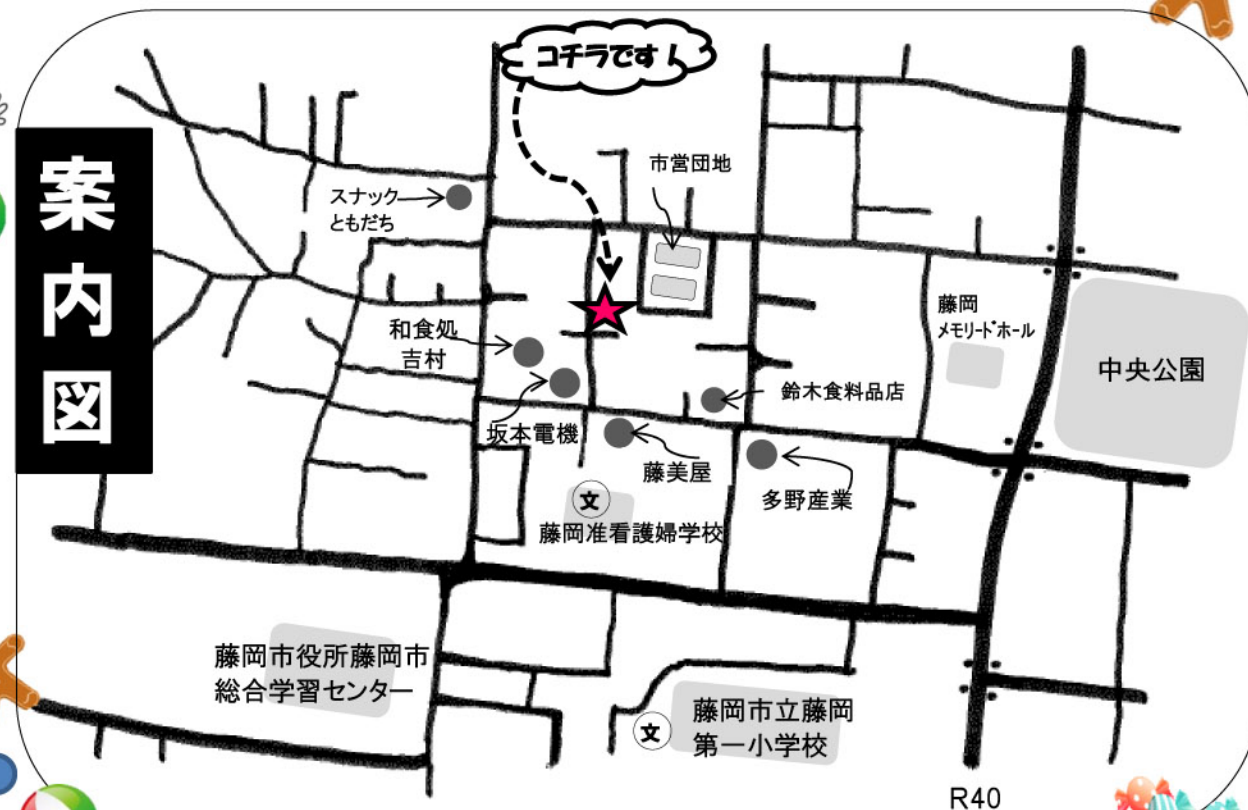 案内図
コチラです！
市営団地
スナック
ともだち
藤岡
メモリードホール
和食処
吉村
中央公園
鈴木食料品店
坂本電機
藤美屋
多野産業
文
藤岡准看護婦学校
藤岡市役所藤岡市
総合学習センター
藤岡市立藤岡
第一小学校
文
R40